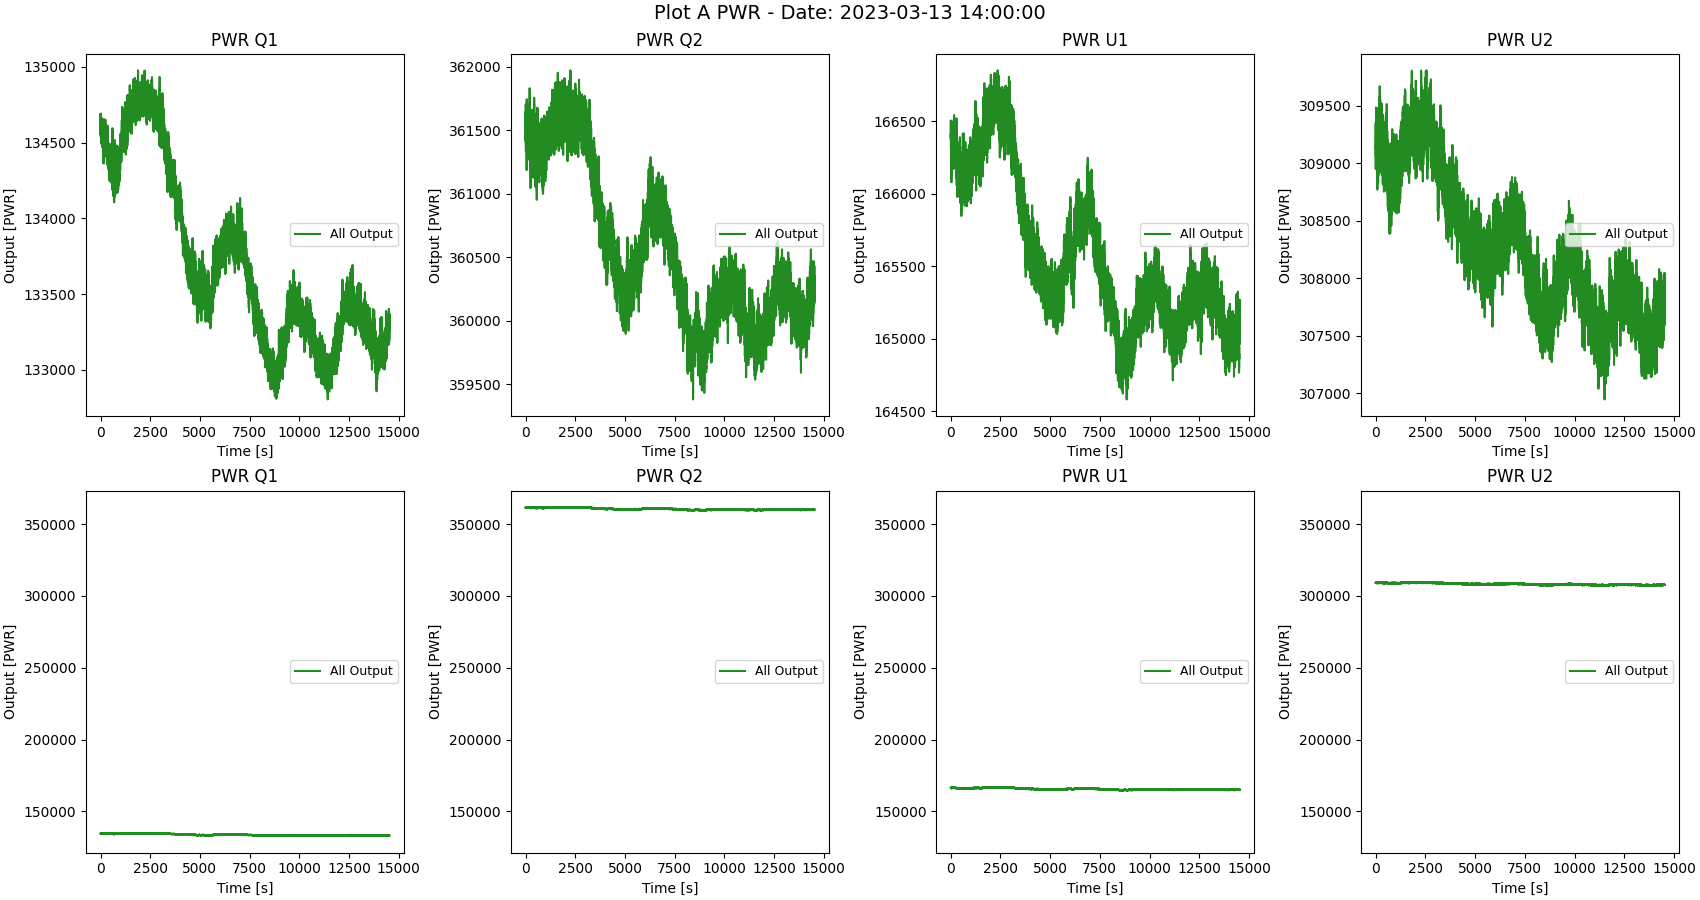 Plot A PWR - Date: 2023-03-13 14:00:00
PWR Q1
Output [PWR]
135000
134500
134000
133500
133000
All Output
0 2500 5000 7500 10000 12500 15000
Time [s]
PWR Q2
Output [PWR]
362000
361500
361000
360500
360000
359500
All Output
0 2500 5000 7500 10000 12500 15000
Time [s]
PWR U1
Output [PWR]
166500
166000
165500
165000
164500
All Output
0 2500 5000 7500 10000 12500 15000
Time [s]
PWR U2
Output [PWR]
309500
309000
308500
308000
307500
307000
All Output
0 2500 5000 7500 10000 12500 15000
Time [s]
PWR Q1
Output [PWR]
350000
300000
250000
200000
150000
All Output
0 2500 5000 7500 10000 12500 15000
Time [s]
PWR Q2
Output [PWR]
350000
300000
250000
200000
150000
All Output
0 2500 5000 7500 10000 12500 15000
Time [s]
PWR U1
Output [PWR]
350000
300000
250000
200000
150000
All Output
0 2500 5000 7500 10000 12500 15000
Time [s]
PWR U2
Output [PWR]
350000
300000
250000
200000
150000
All Output
0 2500 5000 7500 10000 12500 15000
Time [s]